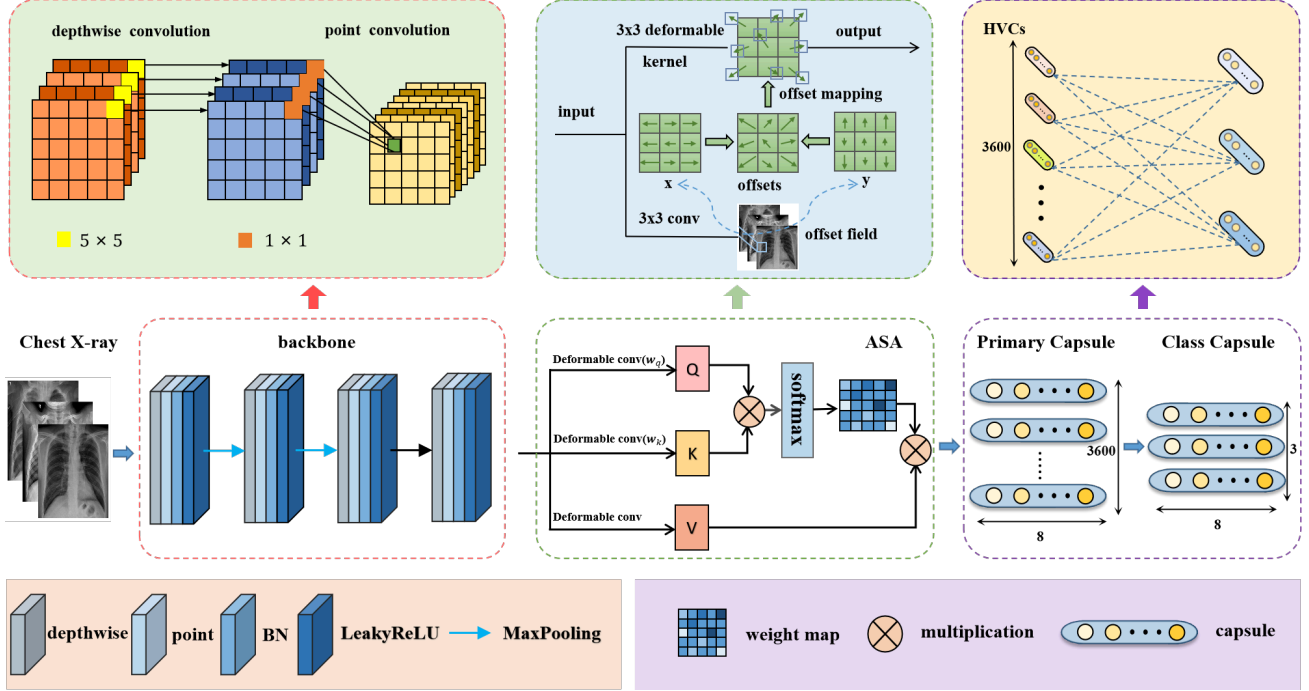 depthwise convolution
point convolution
5 × 5
1 × 1
3x3 deformable
kernel
output
input
offset mapping
x
offsets
y
3x3 conv
offset field
HVCs
3600
Chest X-ray
backbone
ASA
Deformable conv(w_q)
Q
Deformable conv(w_k)
K
Deformable conv
V
softmax
Primary Capsule
3600
8
Class Capsule
3
8
depthwise
point
BN
LeakyReLU
MaxPooling
weight map
multiplication
capsule